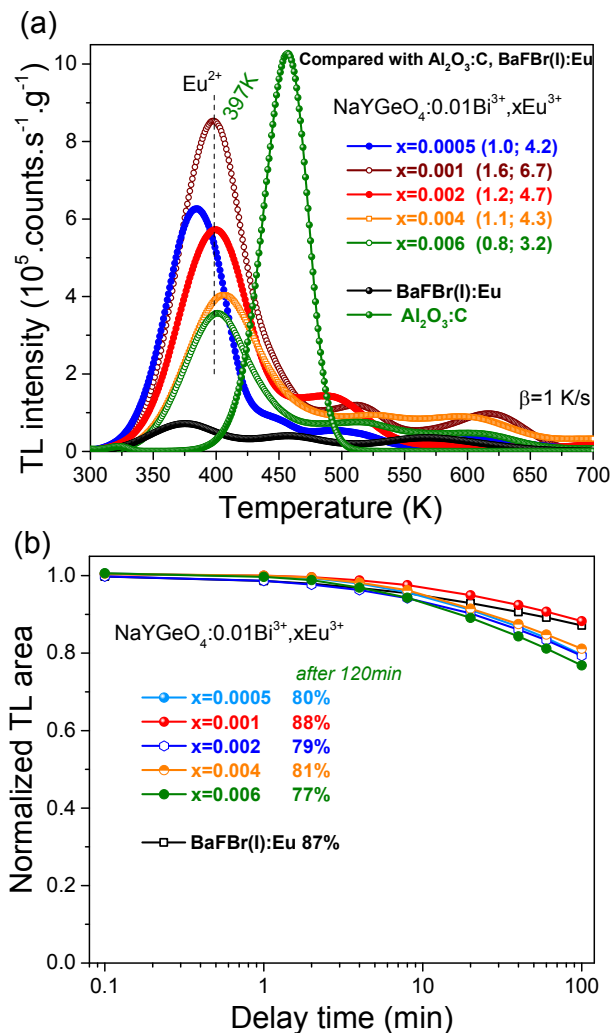 (a)
Compared with Al₂O₃:C, BaFBr(I):Eu
Eu²⁺
397K
NaYGeO₄:0.01Bi³⁺,xEu³⁺
x=0.0005 (1.0; 4.2)
x=0.001 (1.6; 6.7)
x=0.002 (1.2; 4.7)
x=0.004 (1.1; 4.3)
x=0.006 (0.8; 3.2)
BaFBr(I):Eu
Al₂O₃:C
β=1 K/s
TL intensity (10⁵.counts.s⁻¹.g⁻¹)
10
8
6
4
2
0
300 350 400 450 500 550 600 650 700
Temperature (K)
(b)
NaYGeO₄:0.01Bi³⁺,xEu³⁺
after 120min
x=0.0005 80%
x=0.001 88%
x=0.002 79%
x=0.004 81%
x=0.006 77%
BaFBr(I):Eu 87%
Normalized TL area
1.0
0.8
0.6
0.4
0.2
0.0
0.1 1 10 100
Delay time (min)